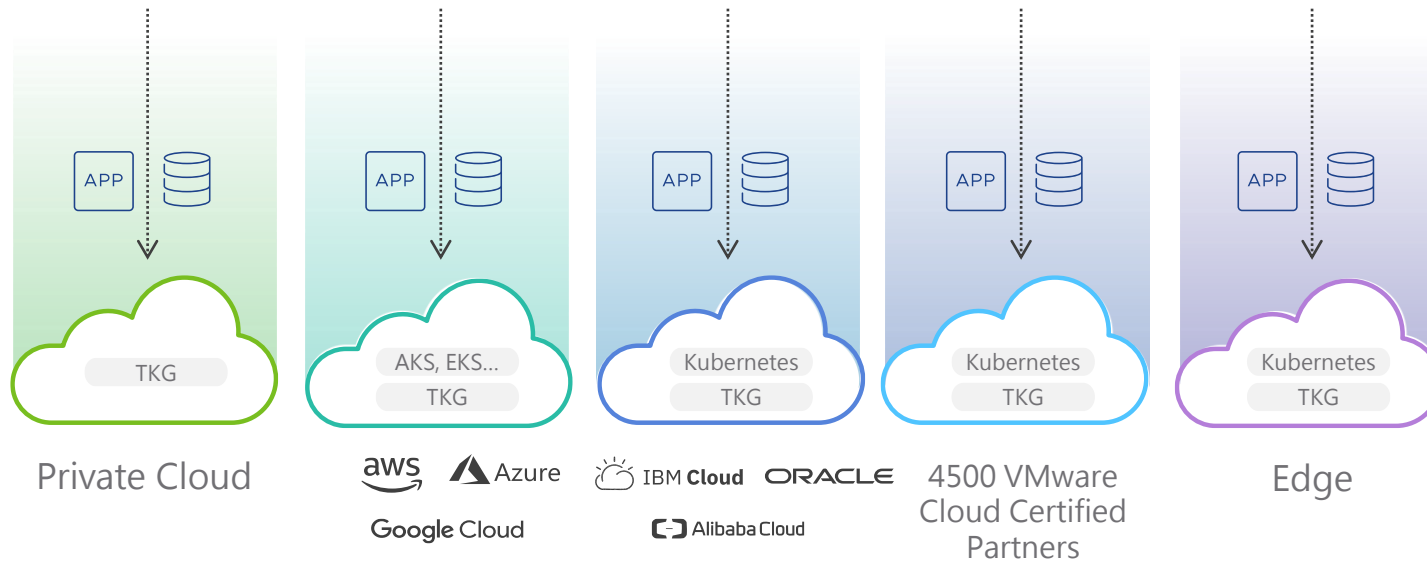 APP
APP
APP
APP
APP
TKG
AKS, EKS...
TKG
Kubernetes
TKG
Kubernetes
TKG
Kubernetes
TKG
Private Cloud
aws
Azure
Google Cloud
IBM Cloud
ORACLE
Alibaba Cloud
4500 VMware
Cloud Certified
Partners
Edge